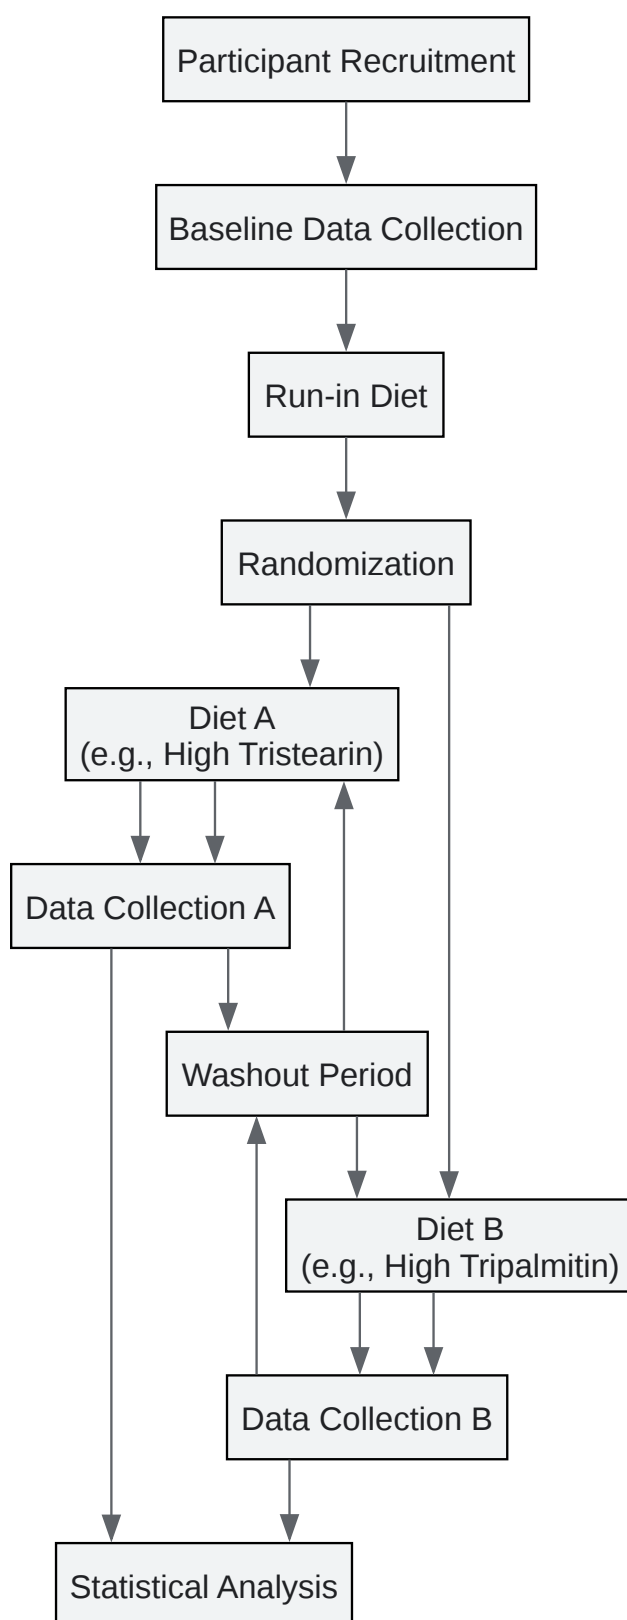 Participant Recruitment
Baseline Data Collection
Run-in Diet
Randomization
Diet A
(e.g., High Tristearin)
Data Collection A
Washout Period
Diet B
(e.g., High Tripalmitin)
Data Collection B
Statistical Analysis